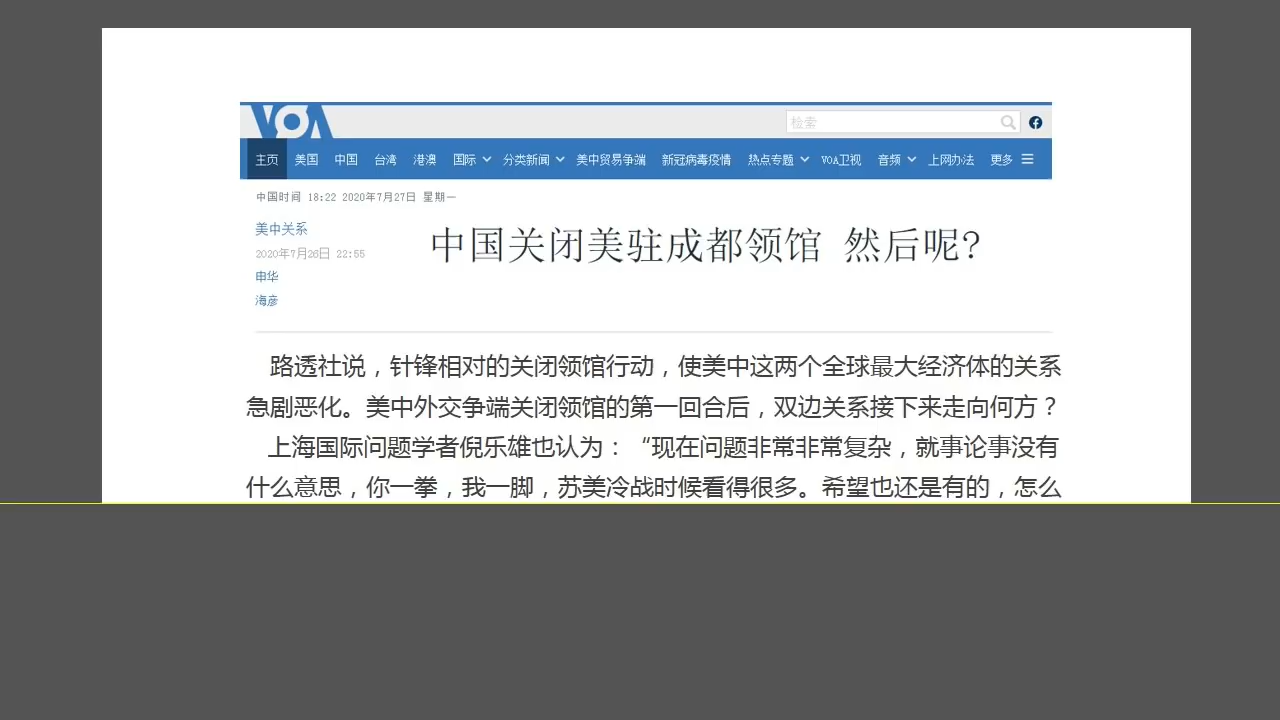 VOA
检索
主页 美国 中国 台湾 港澳 国际 分类新闻 美中贸易争端 新冠病毒疫情 热点专题 VOA卫视 音频 上网办法 更多
中国时间 18:22 2020年7月27日 星期一
美中关系
中国关闭美驻成都领馆 然后呢?
2020年7月26日 22:55
申华
海彦
路透社说，针锋相对的关闭领馆行动，使美中这两个全球最大经济体的关系
急剧恶化。美中外交争端关闭领馆的第一回合后，双边关系接下来走向何方？
上海国际问题学者倪乐雄也认为：“现在问题非常非常复杂，就事论事没有
什么意思，你一拳，我一脚，苏美冷战时候看得很多。希望也还是有的，怎么